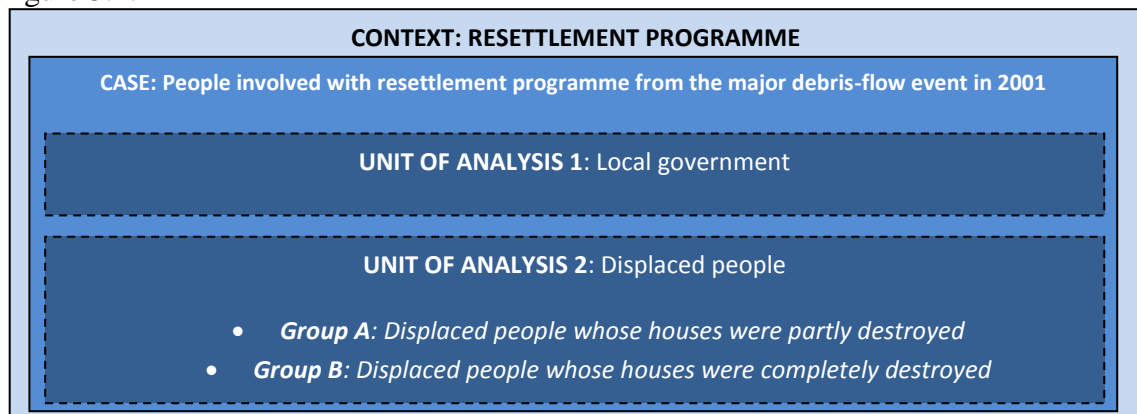 CONTEXT: RESETTLEMENT PROGRAMME
CASE: People involved with resettlement programme from the major debris-flow event in 2001
UNIT OF ANALYSIS 1: Local government
UNIT OF ANALYSIS 2: Displaced people
• Group A: Displaced people whose houses were partly destroyed
• Group B: Displaced people whose houses were completely destroyed